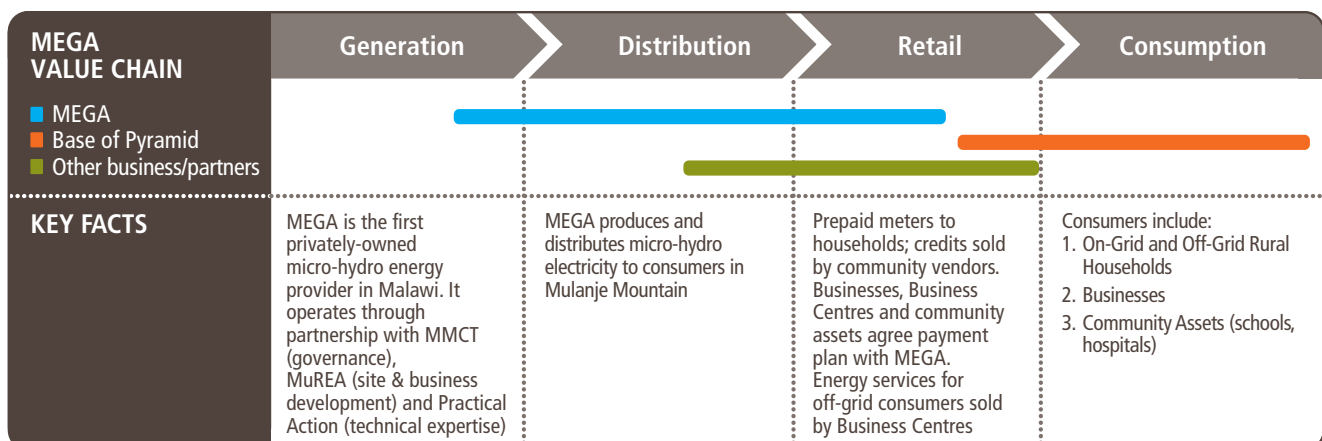 MEGA
VALUE CHAIN
Generation
Distribution
Retail
Consumption
MEGA
Base of Pyramid
Other business/partners
KEY FACTS
MEGA is the first
privately-owned
micro-hydro energy
provider in Malawi. It
operates through
partnership with MMCT
(governance),
MuREA (site & business
development) and Practical
Action (technical expertise)
MEGA produces and
distributes micro-hydro
electricity to consumers in
Mulanje Mountain
Prepaid meters to
households; credits sold
by community vendors.
Businesses, Business
Centres and community
assets agree payment
plan with MEGA.
Energy services for
off-grid consumers sold
by Business Centres
Consumers include:
1. On-Grid and Off-Grid Rural
Households
2. Businesses
3. Community Assets (schools,
hospitals)